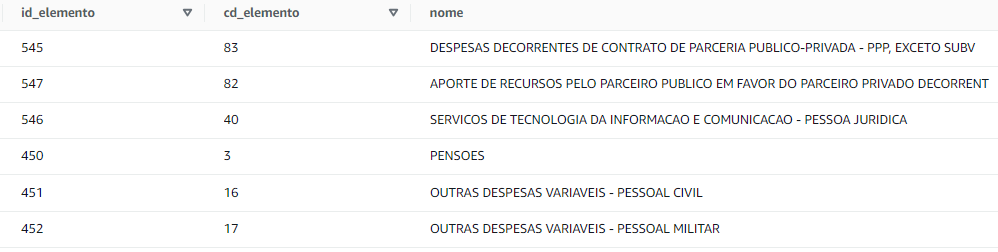 id_elemento cd_elemento nome
545 83 DESPESAS DECORRENTES DE CONTRATO DE PARCERIA PUBLICO-PRIVADA - PPP, EXCETO SUBV
547 82 APORTE DE RECURSOS PELO PARCEIRO PUBLICO EM FAVOR DO PARCEIRO PRIVADO DECORRENT
546 40 SERVICOS DE TECNOLOGIA DA INFORMACAO E COMUNICACAO - PESSOA JURIDICA
450 3 PENSOES
451 16 OUTRAS DESPESAS VARIAVEIS - PESSOAL CIVIL
452 17 OUTRAS DESPESAS VARIAVEIS - PESSOAL MILITAR